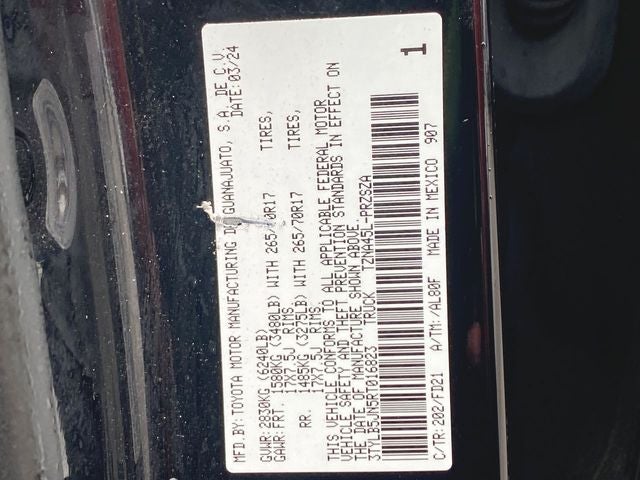 MFD.BY: TOYOTA MOTOR MANUFACTURING DE GUANAJUATO, S.A. DE C.V.
DATE: 03/24
GVWR: 2830KG (6240LB)
GAWR: FRT. 1580KG (3480LB) WITH 265/70R17 TIRES,
17X7.5J RIMS
RR. 1485KG (3275LB) WITH 265/70R17 TIRES,
17X7.5J RIMS.
THIS VEHICLE CONFORMS TO ALL APPLICABLE FEDERAL MOTOR
VEHICLE SAFETY AND THEFT PREVENTION STANDARDS IN EFFECT ON
THE DATE OF MANUFACTURE SHOWN ABOVE.
3TYLB5JN5RT016823 TRUCK TZNA45L-PRZSZA
C/TR: 202/FD21 A/TM: /AL80F MADE IN MEXICO 907
1